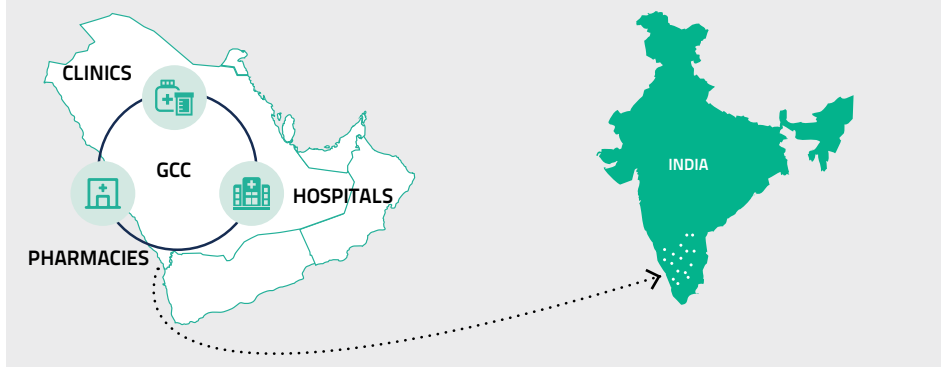 CLINICS
GCC
HOSPITALS
PHARMACIES
INDIA